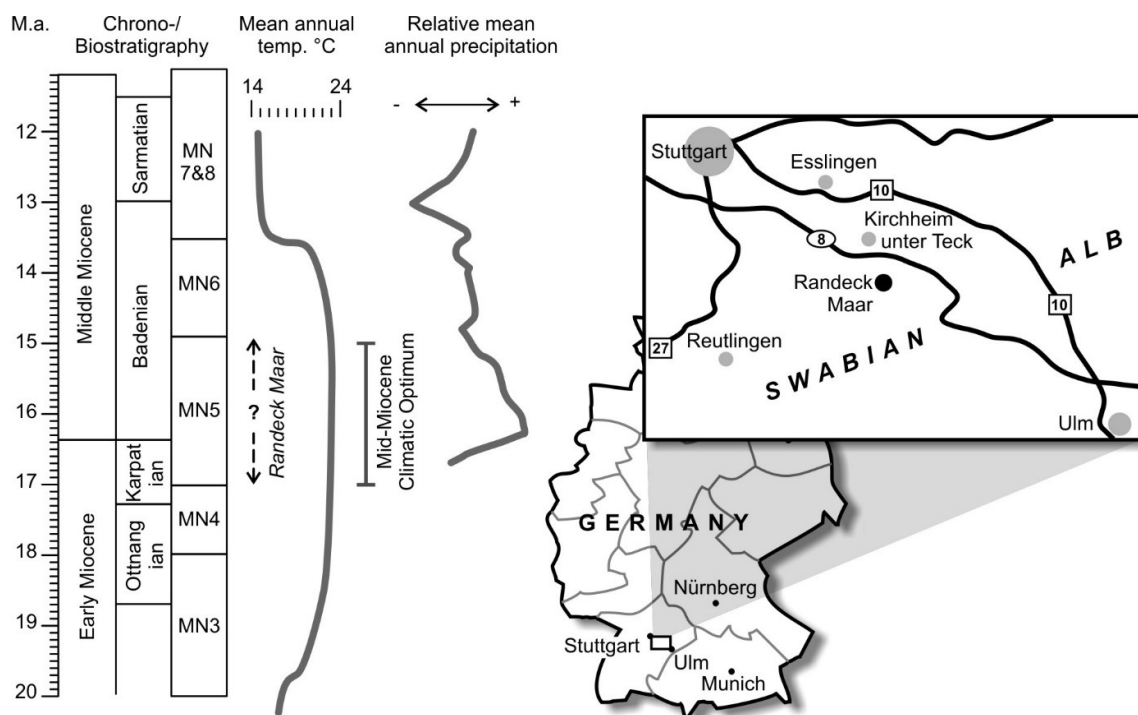 M.a.
Chrono-/
Biostratigraphy
Mean annual
temp. °C
Relative mean
annual precipitation
14
24
-
+
12
13
14
15
16
17
18
19
20
Middle Miocene
Early Miocene
Sarmatian
Badenian
Karpat
ian
Ottnang
ian
MN
7&8
MN6
MN5
MN4
MN3
?
Randeck Maar
Mid-Miocene
Climatic Optimum
Stuttgart
Esslingen
10
Kirchheim
unter Teck
8
ALB
Randeck
Maar
10
27
Reutlingen
SWABIAN
Ulm
GERMANY
Nürnberg
Stuttgart
Ulm
Munich